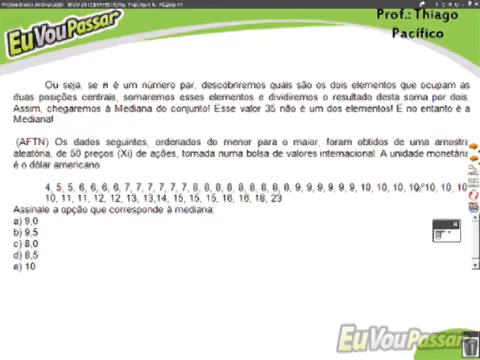 Prof.: Thiago
Pacífico
EuVouPassar
Ou seja, se n é um número par, descobriremos quais são os dois elementos que ocupam as
duas posições centrais, somaremos esses elementos e dividiremos o resultado desta soma por dois.
Assim, chegaremos à Mediana do conjunto! Esse valor 35 não é um dos elementos! E no entanto é a
Mediana!
(AFTN) Os dados seguintes, ordenados do menor para o maior, foram obtidos de uma amostra
aleatória, de 50 preços (Xi) de ações, tomada numa bolsa de valores internacional. A unidade monetária
é o dólar americano.
4, 5, 5, 6, 6, 6, 6, 7, 7, 7, 7, 7, 7, 8, 8, 8, 8, 8, 8, 8, 8, 8, 9, 9, 9, 9, 9, 9, 10, 10, 10, 10, 10, 10, 10
10, 11, 11, 12, 12, 13, 13,14, 15, 15, 15, 16, 16, 18, 23
Assinale a opção que corresponde à mediana:
a) 9,0
b) 9,5
c) 8,0
d) 8,5
e) 10
EuVouPassar